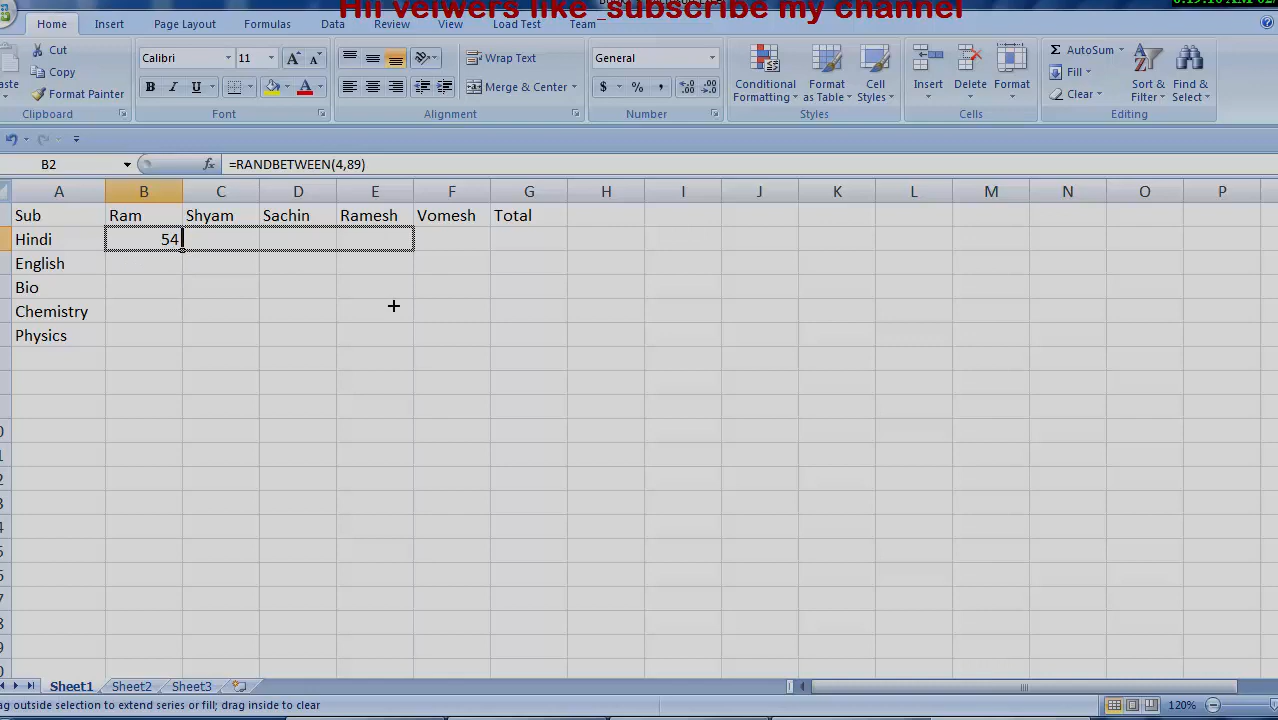 Hii veiwers like_subscribe my channel
Home Insert Page Layout Formulas Data Review View Load Test Team
Cut
Copy
Format Painter
Clipboard
Calibri 11
B I U
Font
Wrap Text
Merge & Center
Alignment
General
$ % ,
Number
Conditional Formatting
Format as Table
Cell Styles
Styles
Insert
Delete
Format
Cells
AutoSum
Fill
Clear
Sort & Filter
Find & Select
Editing
B2 fx =RANDBETWEEN(4,89)
A B C D E F G H I J K L M N O P
Sub Ram Shyam Sachin Ramesh Vomesh Total
Hindi 54
English
Bio
Chemistry
Physics
Sheet1 Sheet2 Sheet3
outside selection to extend series or fill; drag inside to clear
120%